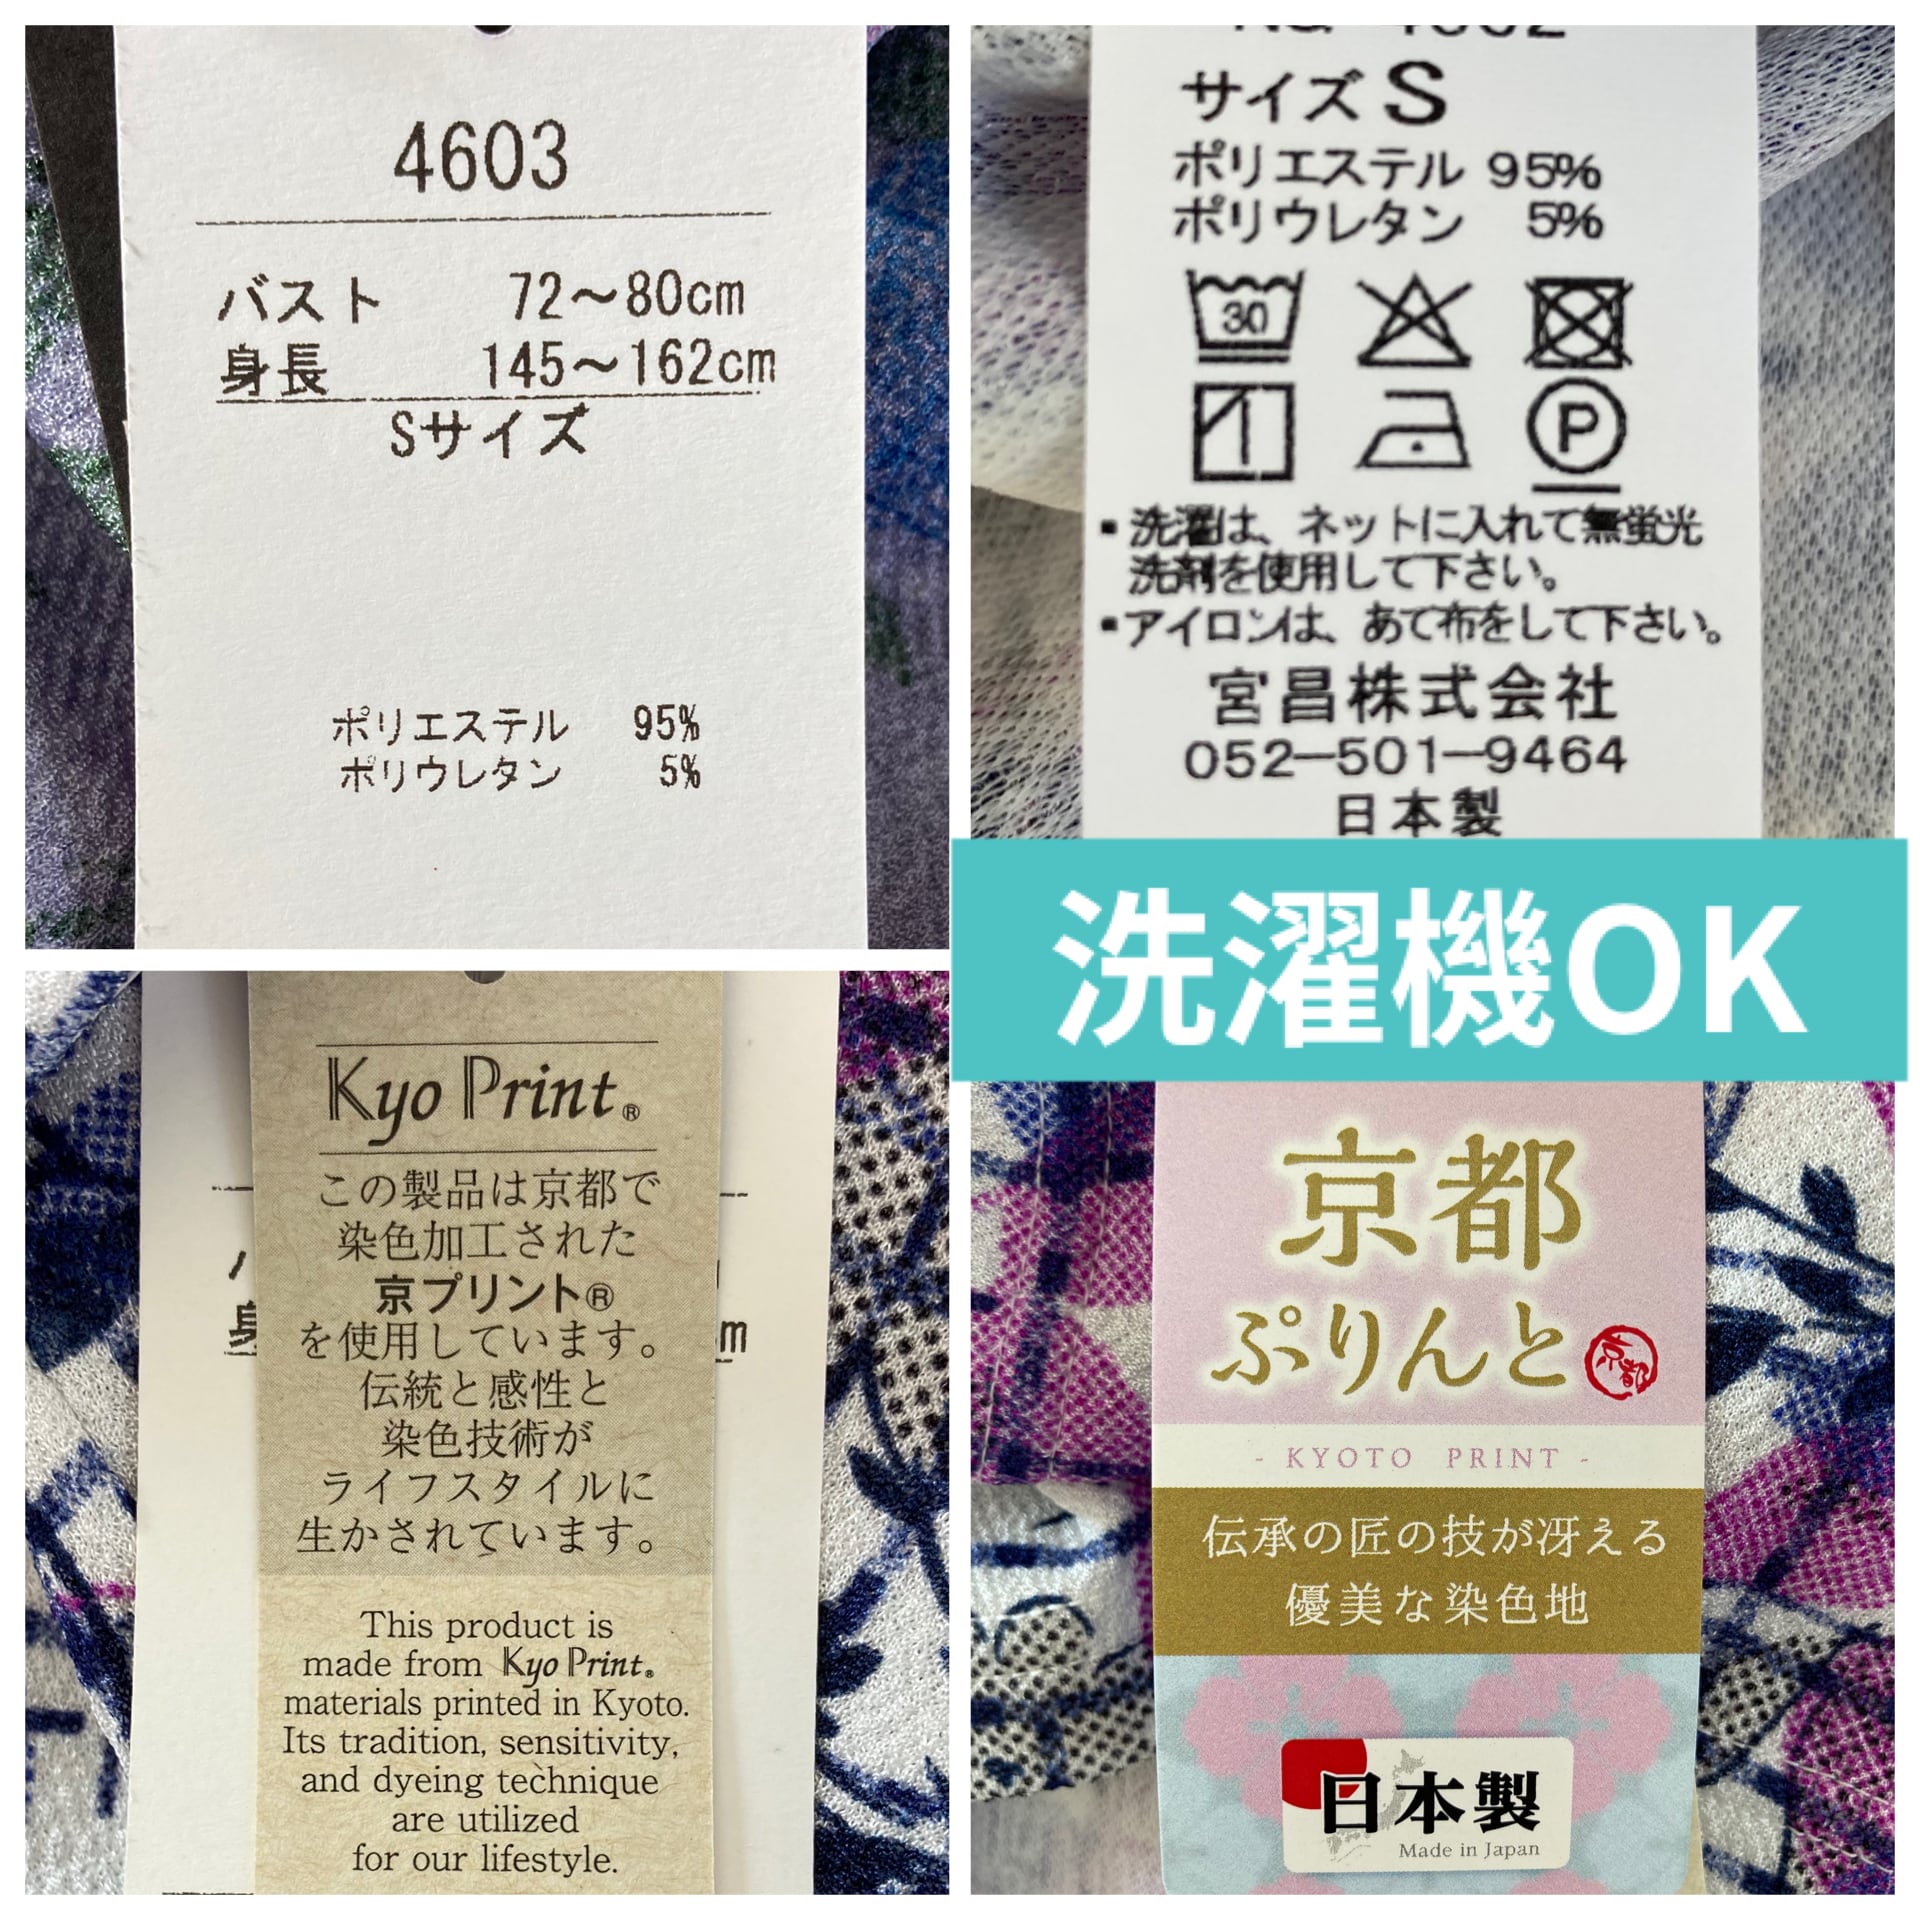 4603
バスト 72～80cm
身長 145～162cm
Sサイズ
ポリエステル 95%
ポリウレタン 5%
サイズ S
ポリエステル 95%
ポリウレタン 5%
30
P
▪洗濯は、ネットに入れて無蛍光
洗剤を使用して下さい。
▪アイロンは、あて布をして下さい。
宮昌株式会社
052－501－9464
日本製
洗濯機OK
Kyo Print®
この製品は京都で
染色加工された
京プリント®
を使用しています。
伝統と感性と
染色技術が
ライフスタイルに
生かされています。
This product is
made from Kyo Print®
materials printed in Kyoto.
Its tradition, sensitivity,
and dyeing technique
are utilized
for our lifestyle.
身
m
京都
ぷりんと
京都
- KYOTO PRINT -
伝承の匠の技が冴える
優美な染色地
日本製
Made in Japan